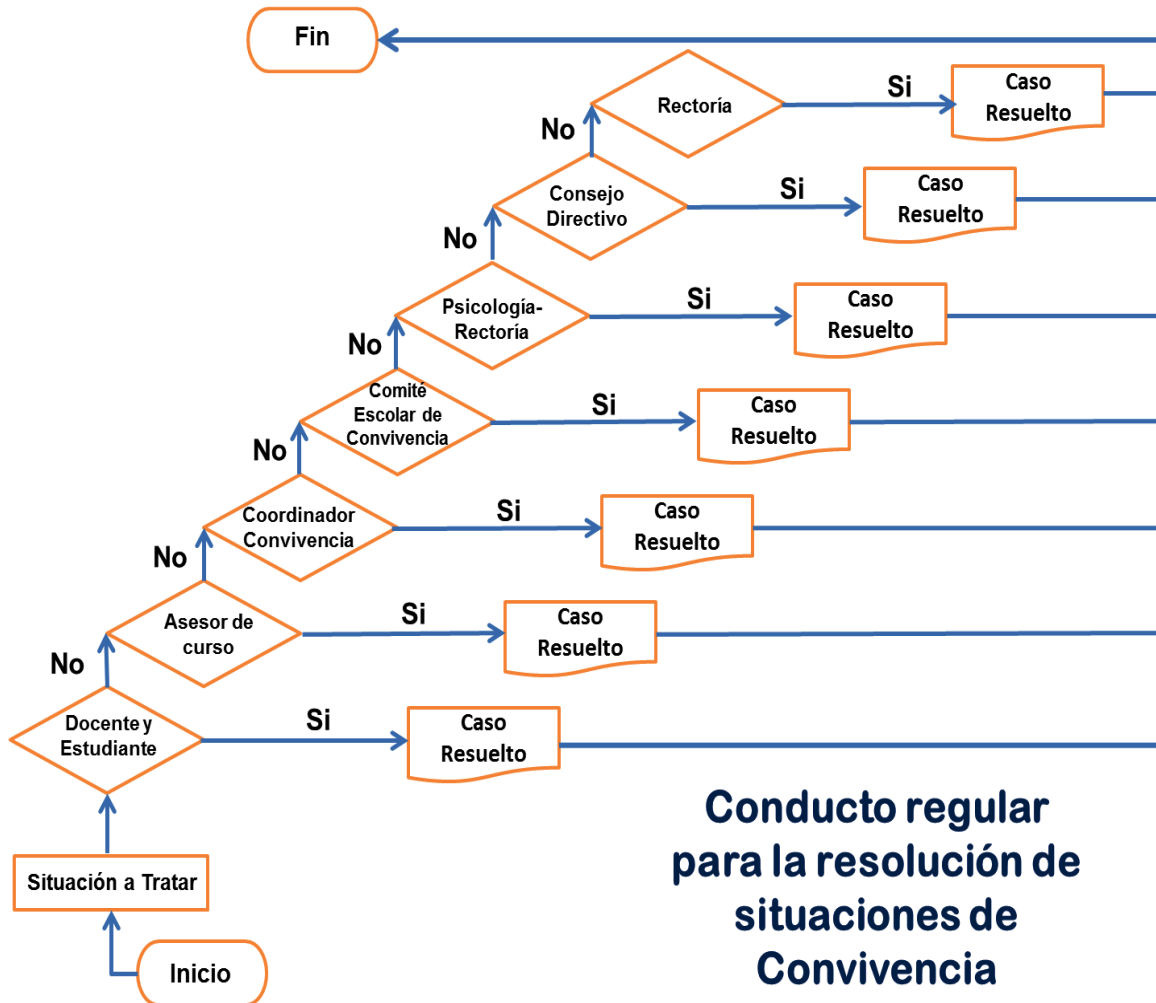 Fin
Rectoría
Si
Caso
Resuelto
No
Consejo
Directivo
Si
Caso
Resuelto
No
Psicología-
Rectoría
Si
Caso
Resuelto
No
Comité
Escolar de
Convivencia
Si
Caso
Resuelto
No
Coordinador
Convivencia
Si
Caso
Resuelto
No
Asesor de
curso
Si
Caso
Resuelto
No
Docente y
Estudiante
Si
Caso
Resuelto
Situación a Tratar
Inicio
Conducto regular
para la resolución de
situaciones de
Convivencia